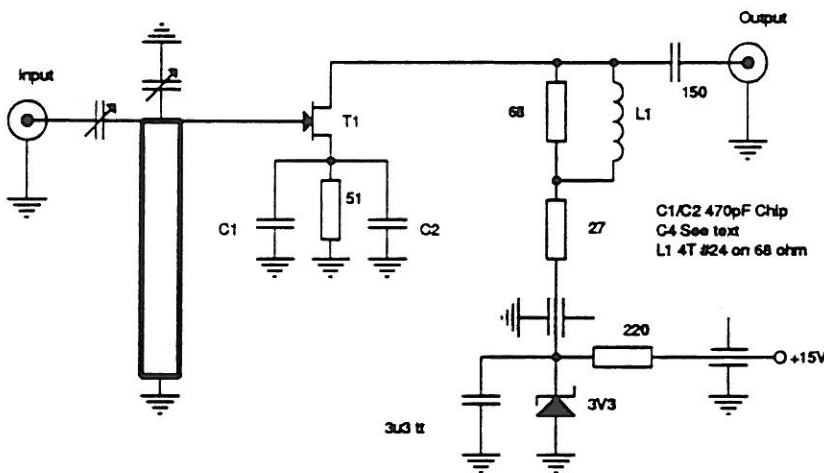 Output
Input
150
68
L1
T1
51
C1
C2
27
C1/C2 470pF Chip
C4 See text
L1 4T #24 on 68 ohm
220
+15V
3V3
3u3 tt